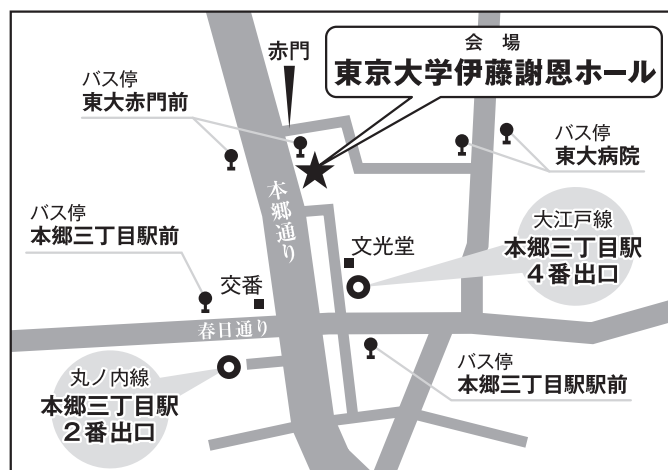 会場
東京大学伊藤謝恩ホール
赤門
バス停
東大赤門前
バス停
東大病院
本郷通り
バス停
本郷三丁目駅前
大江戸線
本郷三丁目駅
4番出口
文光堂
交番
春日通り
丸ノ内線
本郷三丁目駅
2番出口
バス停
本郷三丁目駅駅前